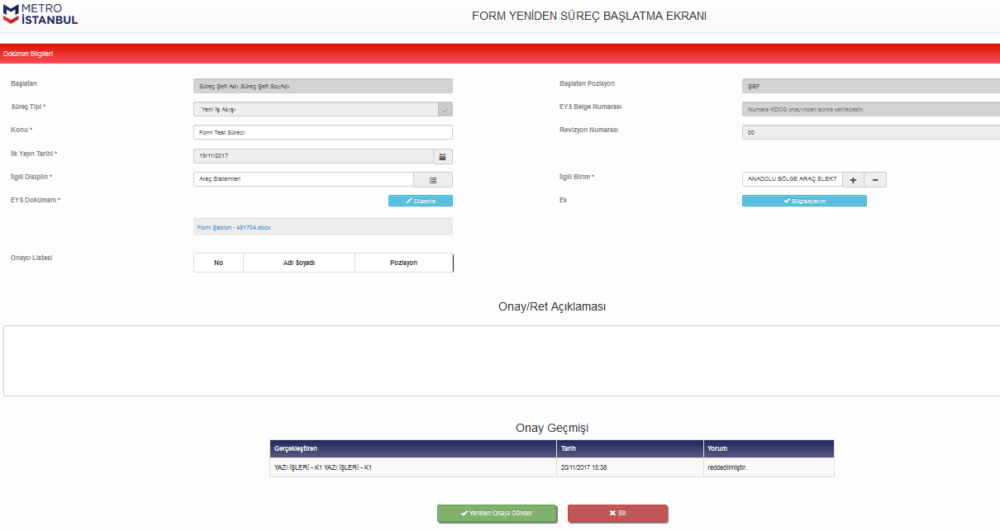 METRO
İSTANBUL
FORM YENİDEN SÜREÇ BAŞLATMA EKRANI
Doküman Bilgileri
Başlatan
Süreç Şefi Adı Süreç Şefi SoyAdı
Başlatan Pozisyon
ŞEF
Süreç Tipi *
Yeni İş Akışı
EYS Belge Numarası
Numara KDOG onayından sonra verilecektir.
Konu *
Form Test Süreci
Revizyon Numarası
00
İlk Yayın Tarihi *
19/11/2017
İlgili Disiplin *
Araç Sistemleri
İlgili Birim *
ANADOLU BÖLGE ARAÇ ELEKT
EYS Dokümanı *
Düzenle
Ek
Bilgisayarım
Form Şablon - 451704.docx
Onaycı Listesi
No Adı Soyadı Pozisyon
Onay/Ret Açıklaması
Onay Geçmişi
Gerçekleştiren Tarih Yorum
YAZI İŞLERİ - K1 YAZI İŞLERİ - K1 20/11/2017 15:38 reddedilmiştir.
Yeniden Onaya Gönder
Sil